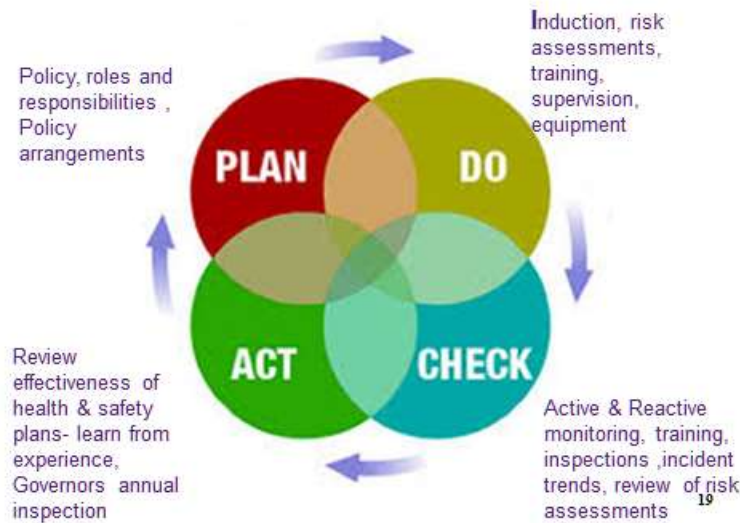 Policy, roles and
responsibilities ,
Policy
arrangements
Induction, risk
assessments,
training,
supervision,
equipment
PLAN
DO
ACT
CHECK
Review
effectiveness of
health & safety
plans- learn from
experience,
Governors annual
inspection
Active & Reactive
monitoring, training,
inspections ,incident
trends, review of risk
assessments
19